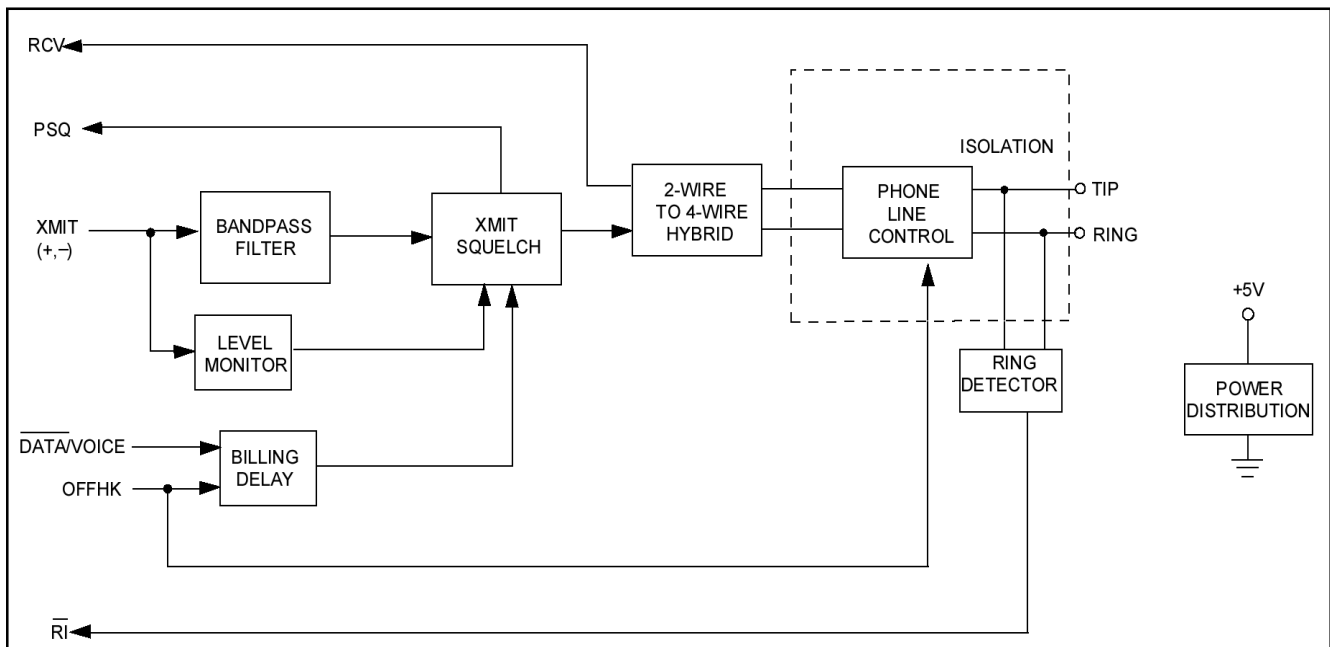 RCV
PSQ
XMIT
(+,–)
BANDPASS
FILTER
XMIT
SQUELCH
2-WIRE
TO 4-WIRE
HYBRID
ISOLATION
PHONE
LINE
CONTROL
TIP
RING
LEVEL
MONITOR
RING
DETECTOR
+5V
POWER
DISTRIBUTION
DATA/VOICE
OFFHK
BILLING
DELAY
RI